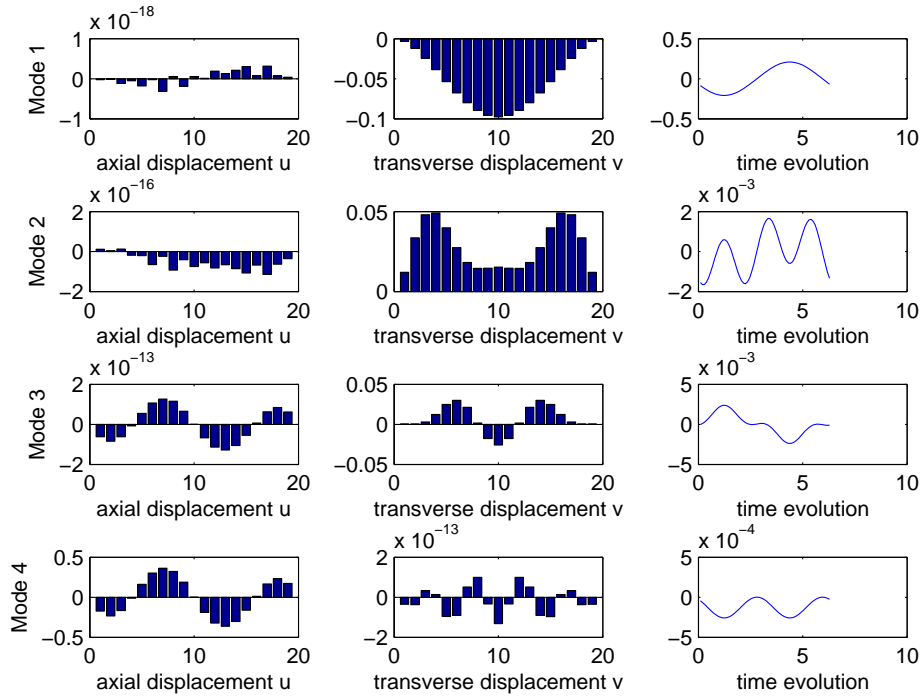 x 10−18
1
0
−1
0 10 20
axial displacement u
Mode 1
0
−0.05
−0.1
0 10 20
transverse displacement v
0.5
0
−0.5
0 5 10
time evolution
x 10−16
2
0
−2
0 10 20
axial displacement u
Mode 2
0.05
0
0 10 20
transverse displacement v
x 10−3
2
0
−2
0 5 10
time evolution
x 10−13
2
0
−2
0 10 20
axial displacement u
Mode 3
0.05
0
−0.05
0 10 20
transverse displacement v
x 10−3
5
0
−5
0 5 10
time evolution
0.5
0
−0.5
0 10 20
axial displacement u
Mode 4
x 10−13
2
0
−2
0 10 20
transverse displacement v
x 10−4
5
0
−5
0 5 10
time evolution